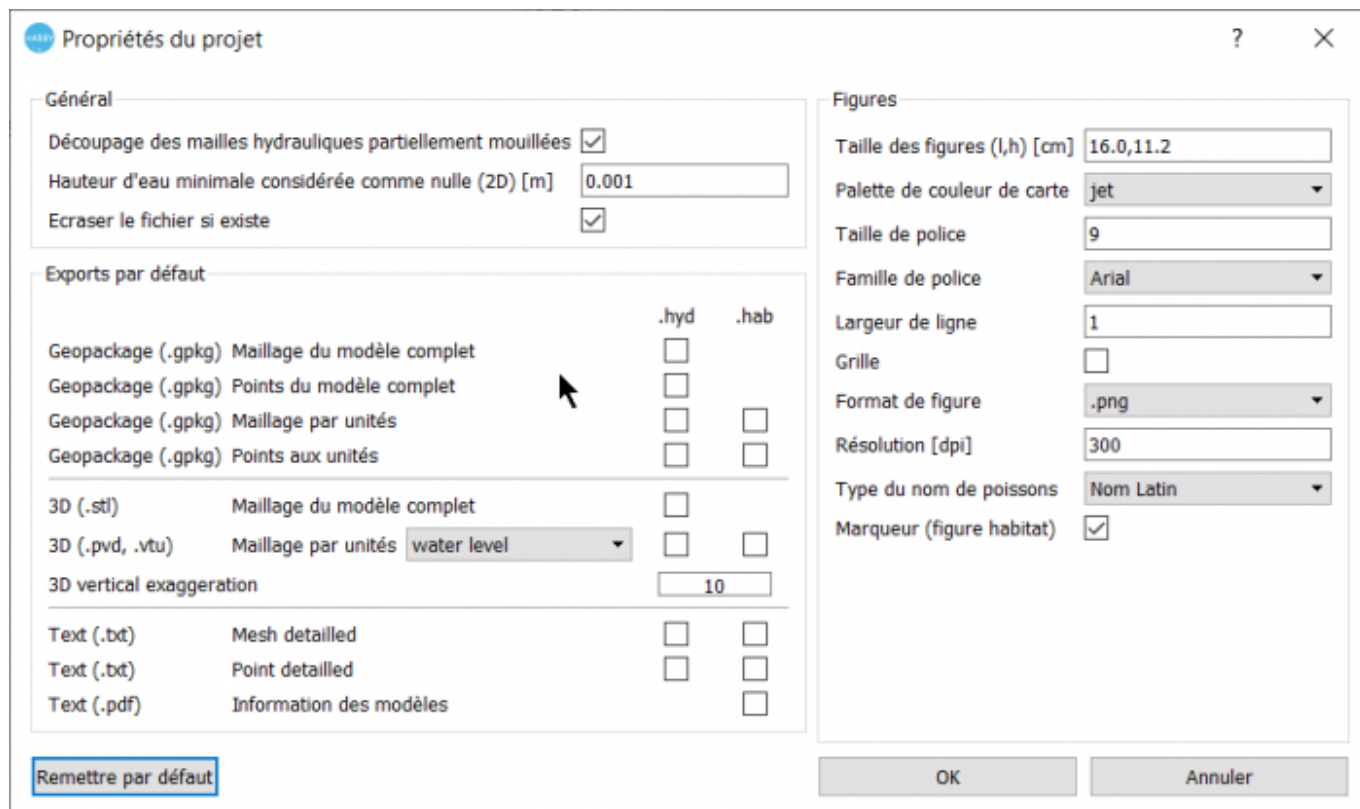 HABBY
Propriétés du projet
?
Général
Découpage des mailles hydrauliques partiellement mouillées
Hauteur d'eau minimale considérée comme nulle (2D) [m] 0.001
Ecraser le fichier si existe
Exports par défaut
.hyd .hab
Geopackage (.gpkg) Maillage du modèle complet
Geopackage (.gpkg) Points du modèle complet
Geopackage (.gpkg) Maillage par unités
Geopackage (.gpkg) Points aux unités
3D (.stl) Maillage du modèle complet
3D (.pvd, .vtu) Maillage par unités water level
3D vertical exaggeration 10
Text (.txt) Mesh detailled
Text (.txt) Point detailled
Text (.pdf) Information des modèles
Remettre par défaut
Figures
Taille des figures (l,h) [cm] 16.0,11.2
Palette de couleur de carte jet
Taille de police 9
Famille de police Arial
Largeur de ligne 1
Grille
Format de figure .png
Résolution [dpi] 300
Type du nom de poissons Nom Latin
Marqueur (figure habitat)
OK Annuler